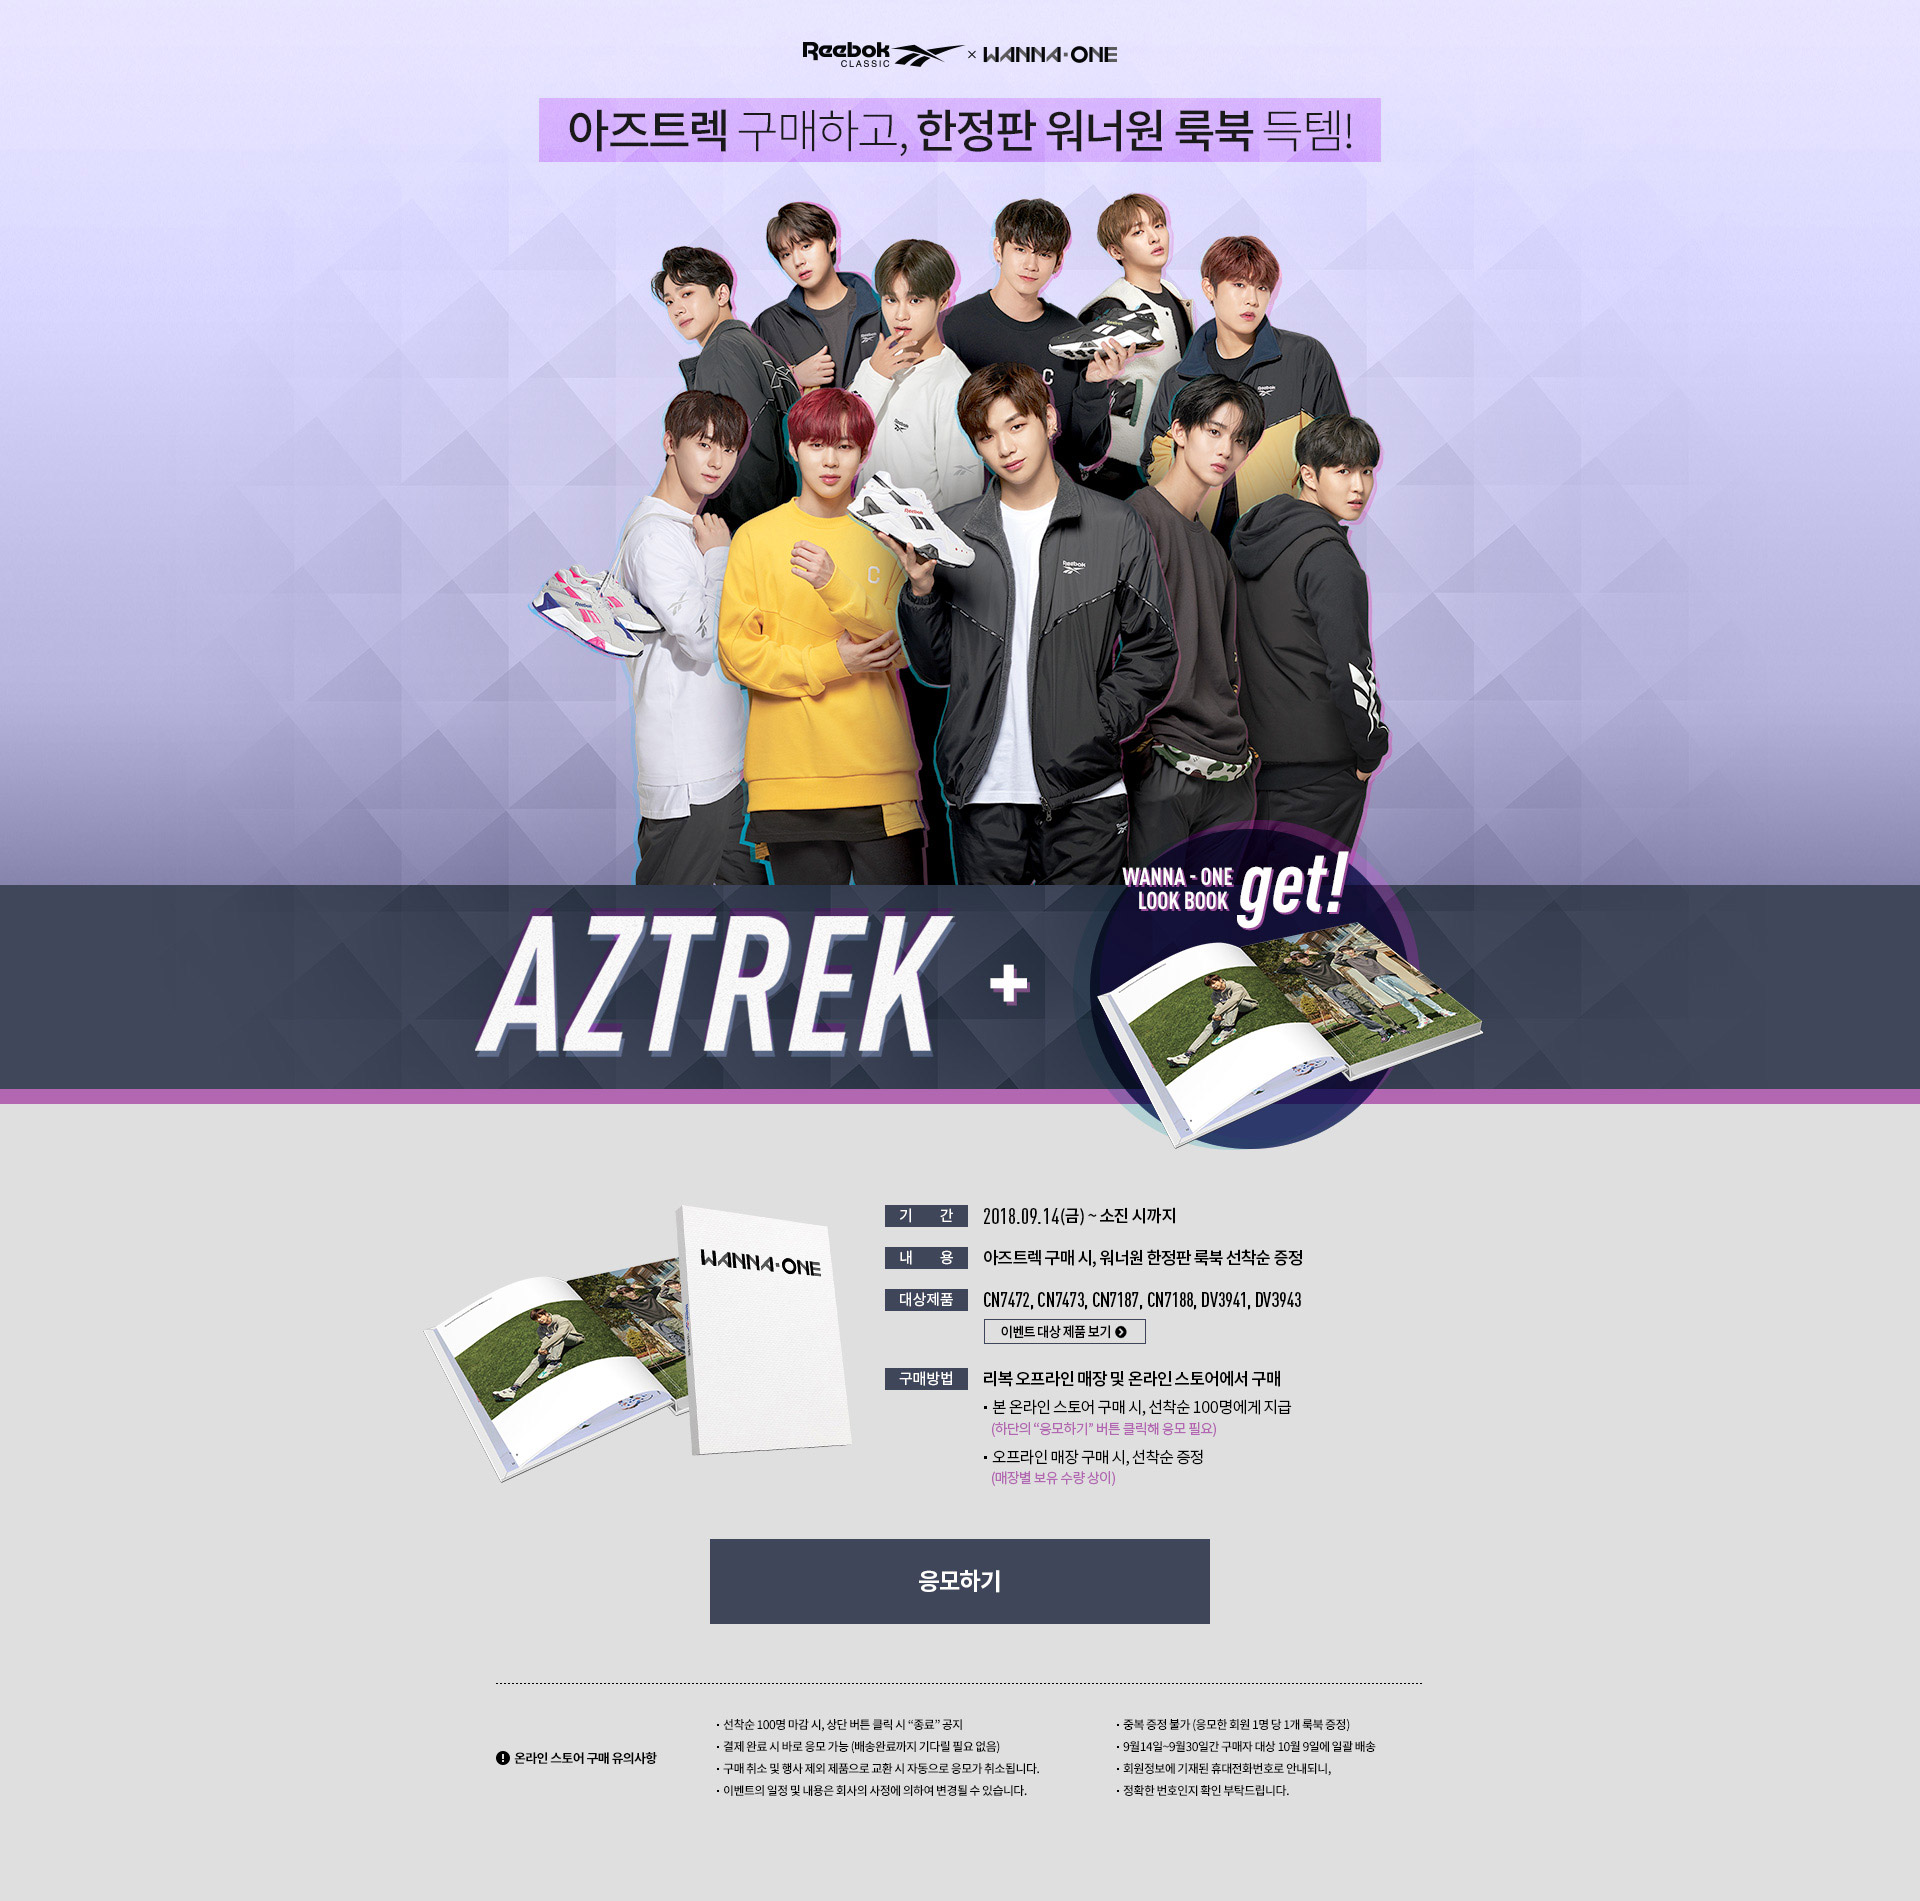 Reebok CLASSIC × WANNA·ONE
아즈트렉 구매하고, 한정판 워너원 룩북 득템!
Reebok
Reebok
Reebok
C
Reebok
Reebok
C
Reebok
Reebok
WANNA - ONE
LOOK BOOK
get!
AZTREK +
WANNA·ONE
기 간 2018.09.14(금) ~ 소진 시까지
내 용 아즈트렉 구매 시, 워너원 한정판 룩북 선착순 증정
대상제품 CN7472, CN7473, CN7187, CN7188, DV3941, DV3943
이벤트 대상 제품 보기
구매방법 리복 오프라인 매장 및 온라인 스토어에서 구매
· 본 온라인 스토어 구매 시, 선착순 100명에게 지급
(하단의 “응모하기” 버튼 클릭해 응모 필요)
· 오프라인 매장 구매 시, 선착순 증정
(매장별 보유 수량 상이)
응모하기
온라인 스토어 구매 유의사항
· 선착순 100명 마감 시, 상단 버튼 클릭 시 “종료” 공지
· 결제 완료 시 바로 응모 가능 (배송완료까지 기다릴 필요 없음)
· 구매 취소 및 행사 제외 제품으로 교환 시 자동으로 응모가 취소됩니다.
· 이벤트의 일정 및 내용은 회사의 사정에 의하여 변경될 수 있습니다.
· 중복 증정 불가 (응모한 회원 1명 당 1개 룩북 증정)
· 9월14일~9월30일간 구매자 대상 10월 9일에 일괄 배송
· 회원정보에 기재된 휴대전화번호로 안내되니,
· 정확한 번호인지 확인 부탁드립니다.